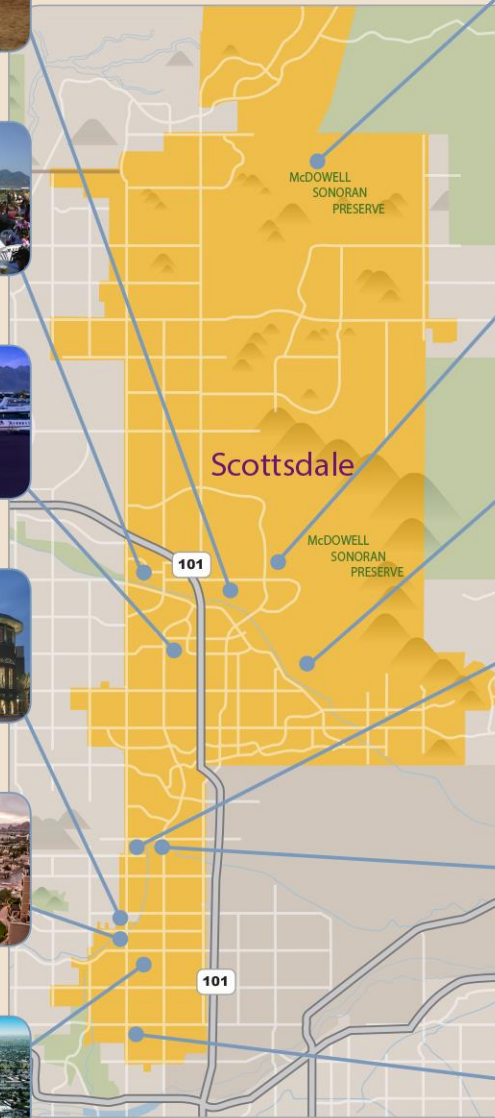 McDOWELL
SONORAN
PRESERVE
Scottsdale
McDOWELL
SONORAN
PRESERVE
101
101